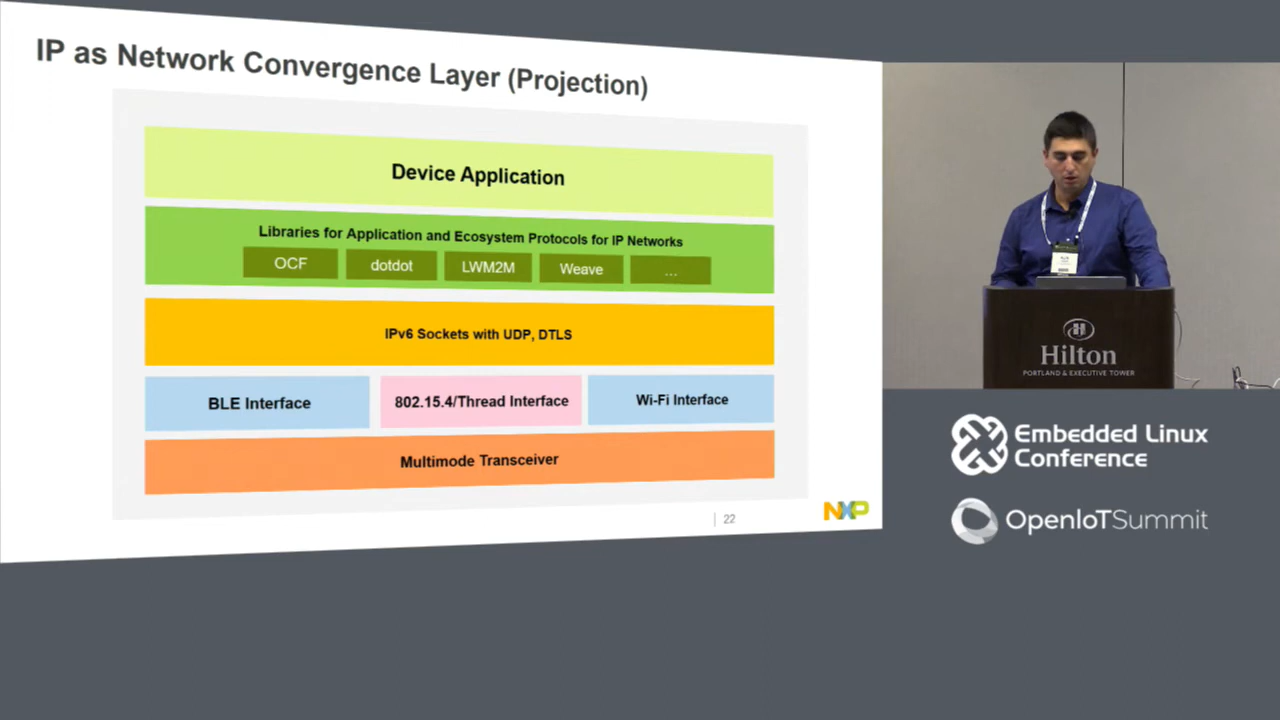 IP as Network Convergence Layer (Projection)
Device Application
Libraries for Application and Ecosystem Protocols for IP Networks
OCF
dotdot
LWM2M
Weave
...
IPv6 Sockets with UDP, DTLS
BLE Interface
802.15.4/Thread Interface
Wi-Fi Interface
Multimode Transceiver
22
NXP
Hilton
PORTLAND & EXECUTIVE TOWER
Embedded Linux
Conference
OpenIoTSummit